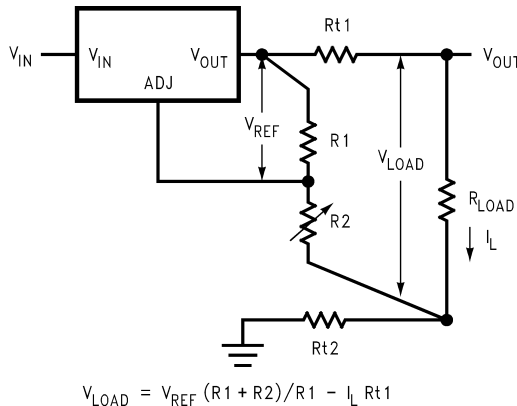 Rt1
V_IN
V_IN
V_OUT
V_OUT
ADJ
V_REF
R1
V_LOAD
R2
R_LOAD
I_L
Rt2
V_LOAD = V_REF (R1 + R2)/R1 - I_L Rt1